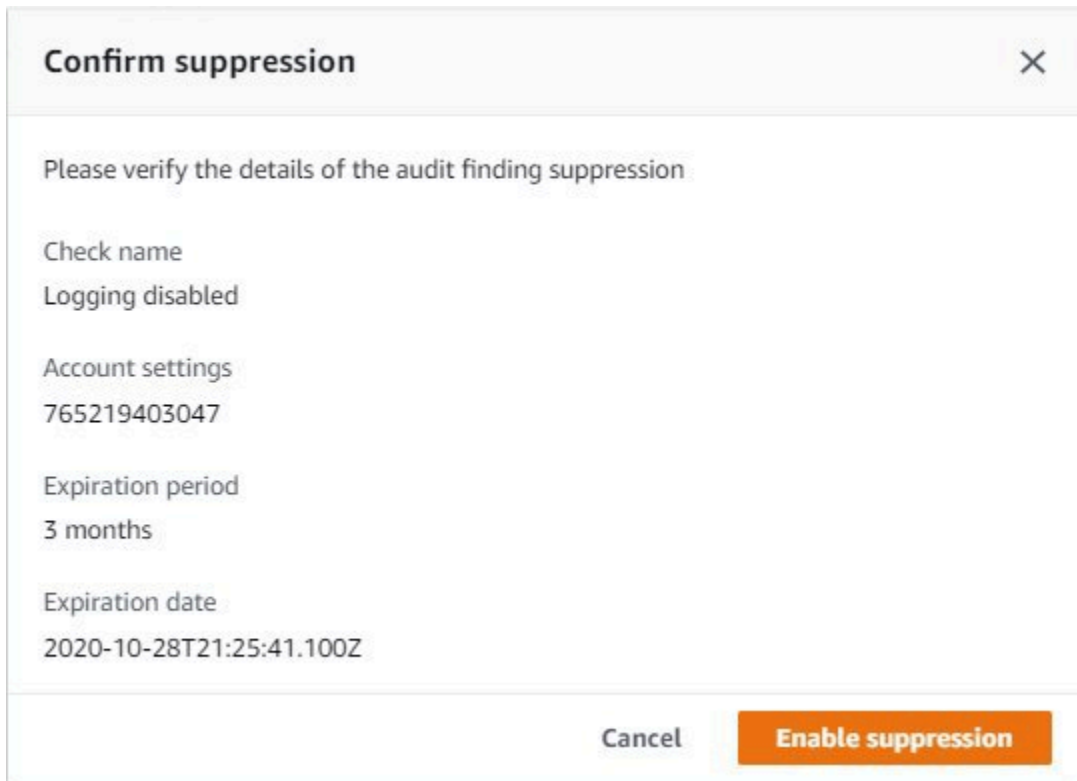 Confirm suppression
Please verify the details of the audit finding suppression
Check name
Logging disabled
Account settings
765219403047
Expiration period
3 months
Expiration date
2020-10-28T21:25:41.100Z
Cancel
Enable suppression